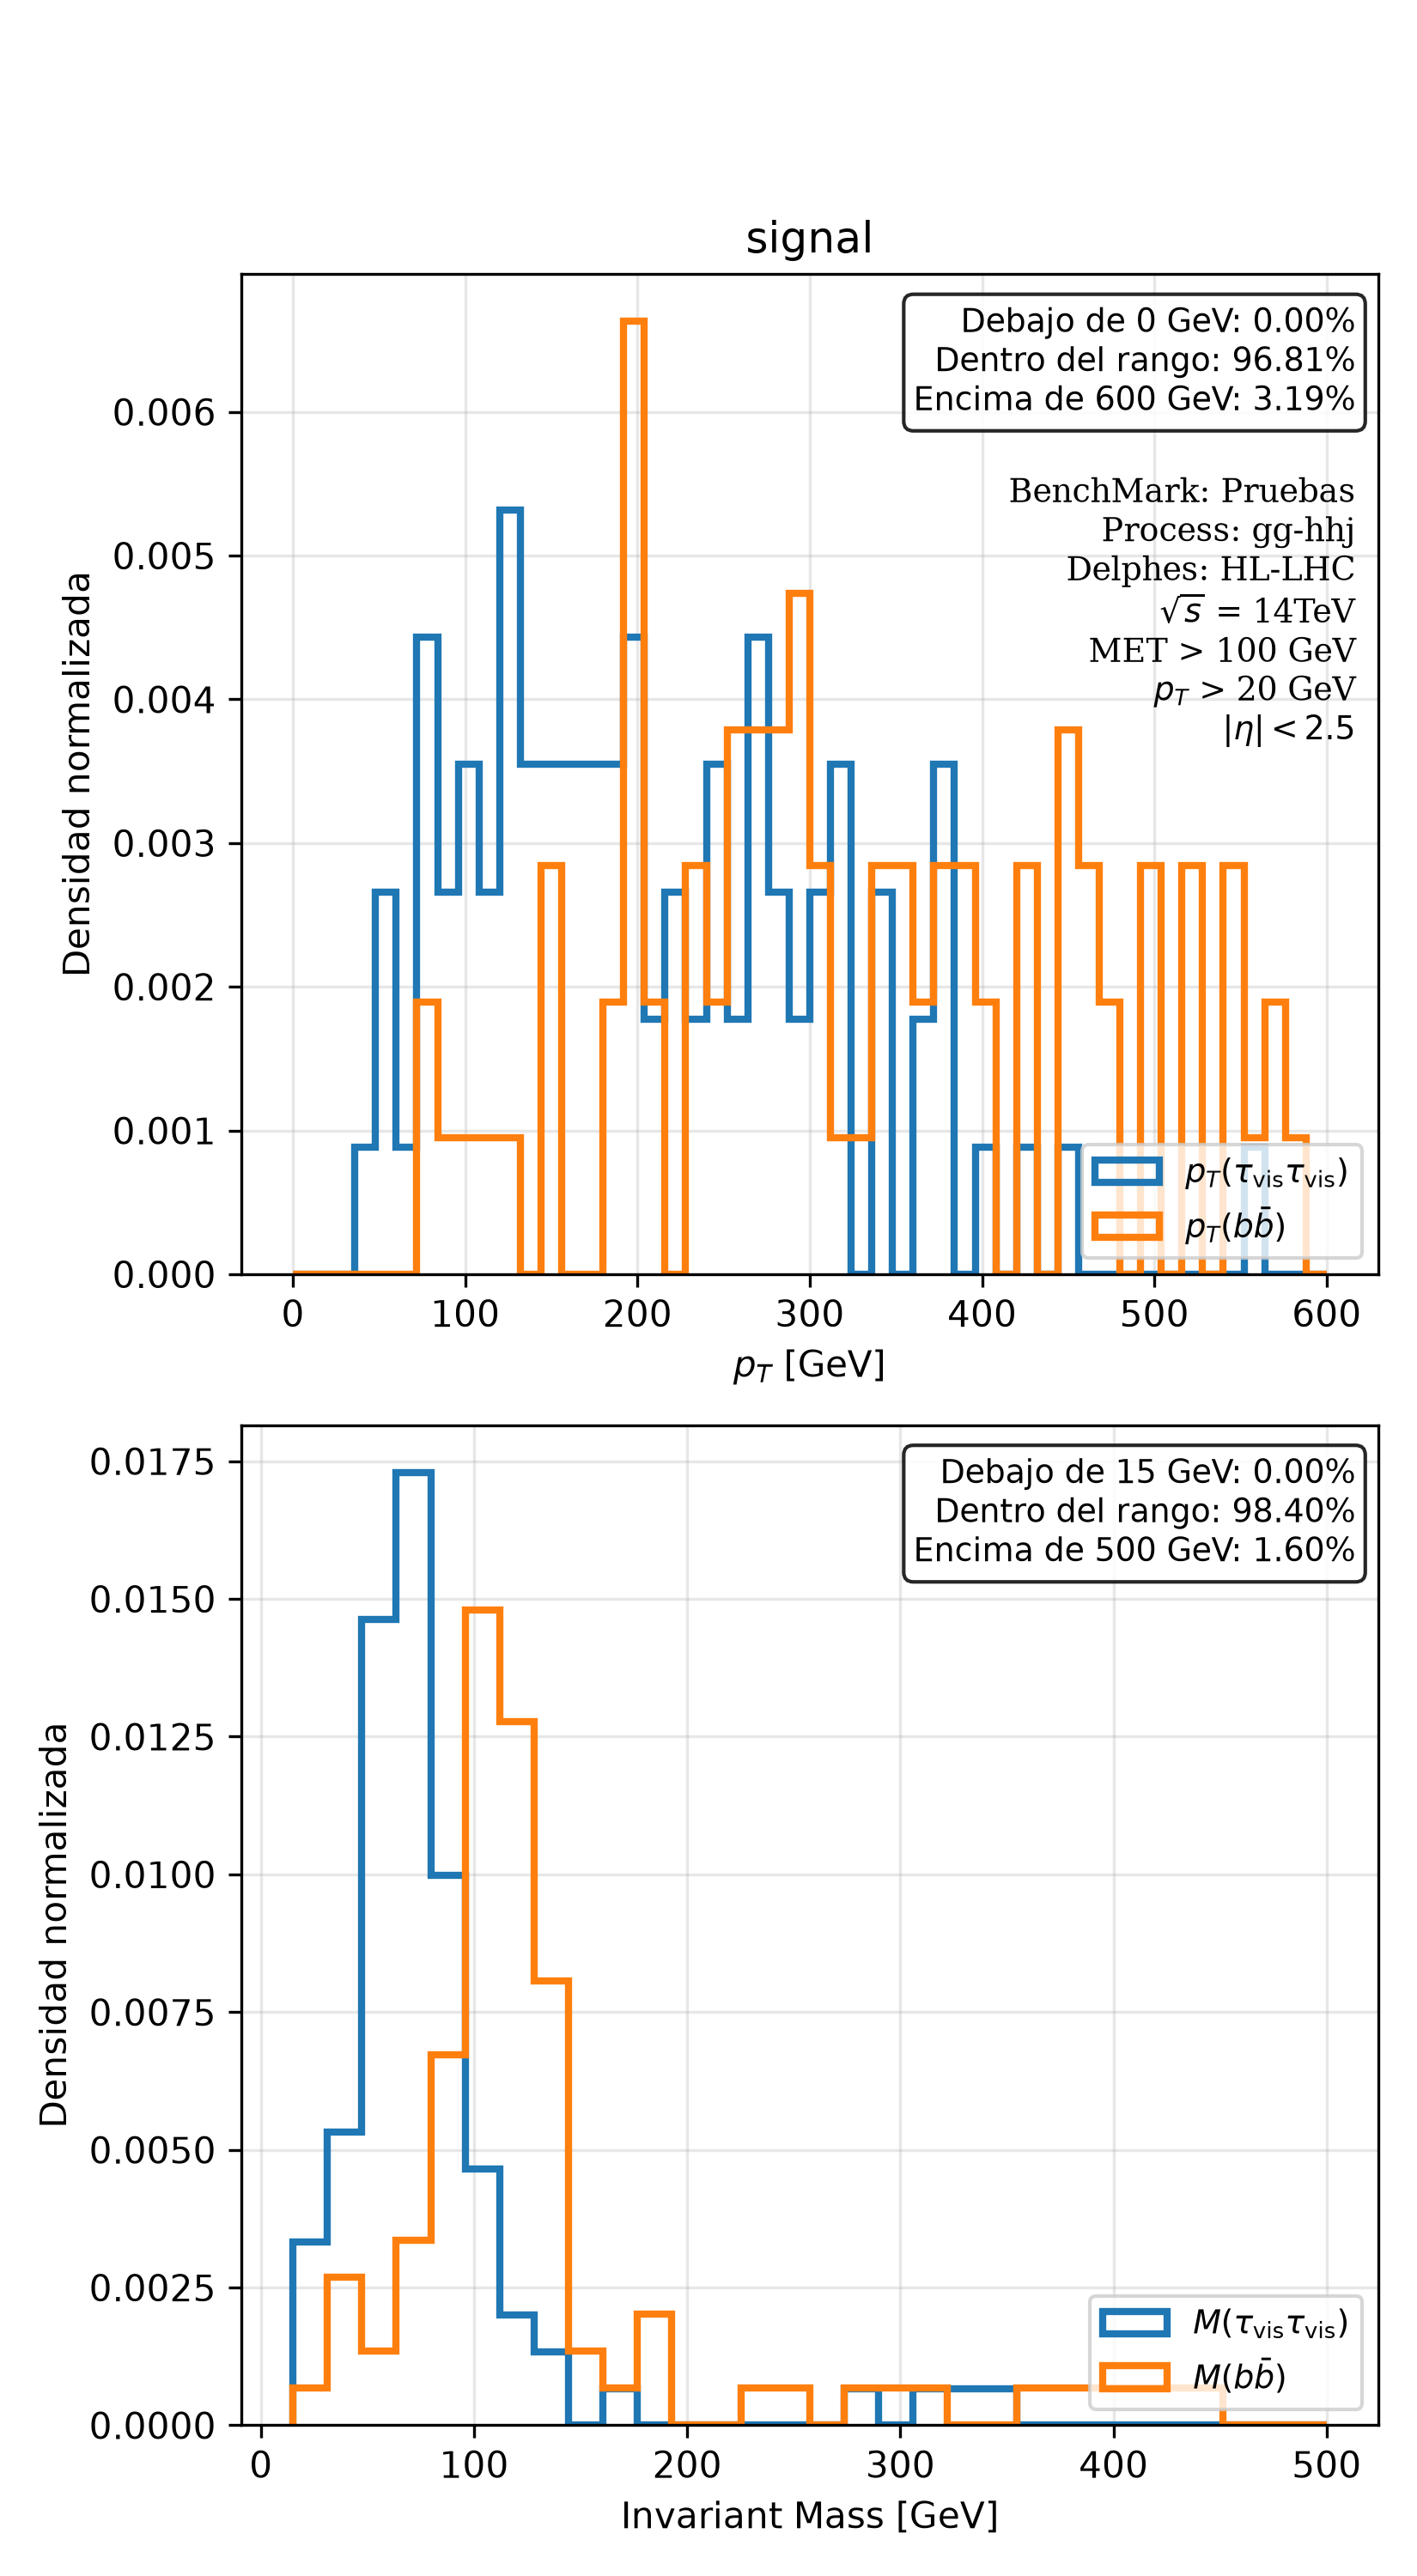 signal
Debajo de 0 GeV: 0.00%
Dentro del rango: 96.81%
Encima de 600 GeV: 3.19%
BenchMark: Pruebas
Process: gg-hhj
Delphes: HL-LHC
√s = 14TeV
MET > 100 GeV
p_T > 20 GeV
|η| < 2.5
Densidad normalizada
0.006
0.005
0.004
0.003
0.002
0.001
0.000
p_T(τ_vis τ_vis)
p_T(bb̄)
0 100 200 300 400 500 600
p_T [GeV]
Debajo de 15 GeV: 0.00%
Dentro del rango: 98.40%
Encima de 500 GeV: 1.60%
Densidad normalizada
0.0175
0.0150
0.0125
0.0100
0.0075
0.0050
0.0025
0.0000
M(τ_vis τ_vis)
M(bb̄)
0 100 200 300 400 500
Invariant Mass [GeV]